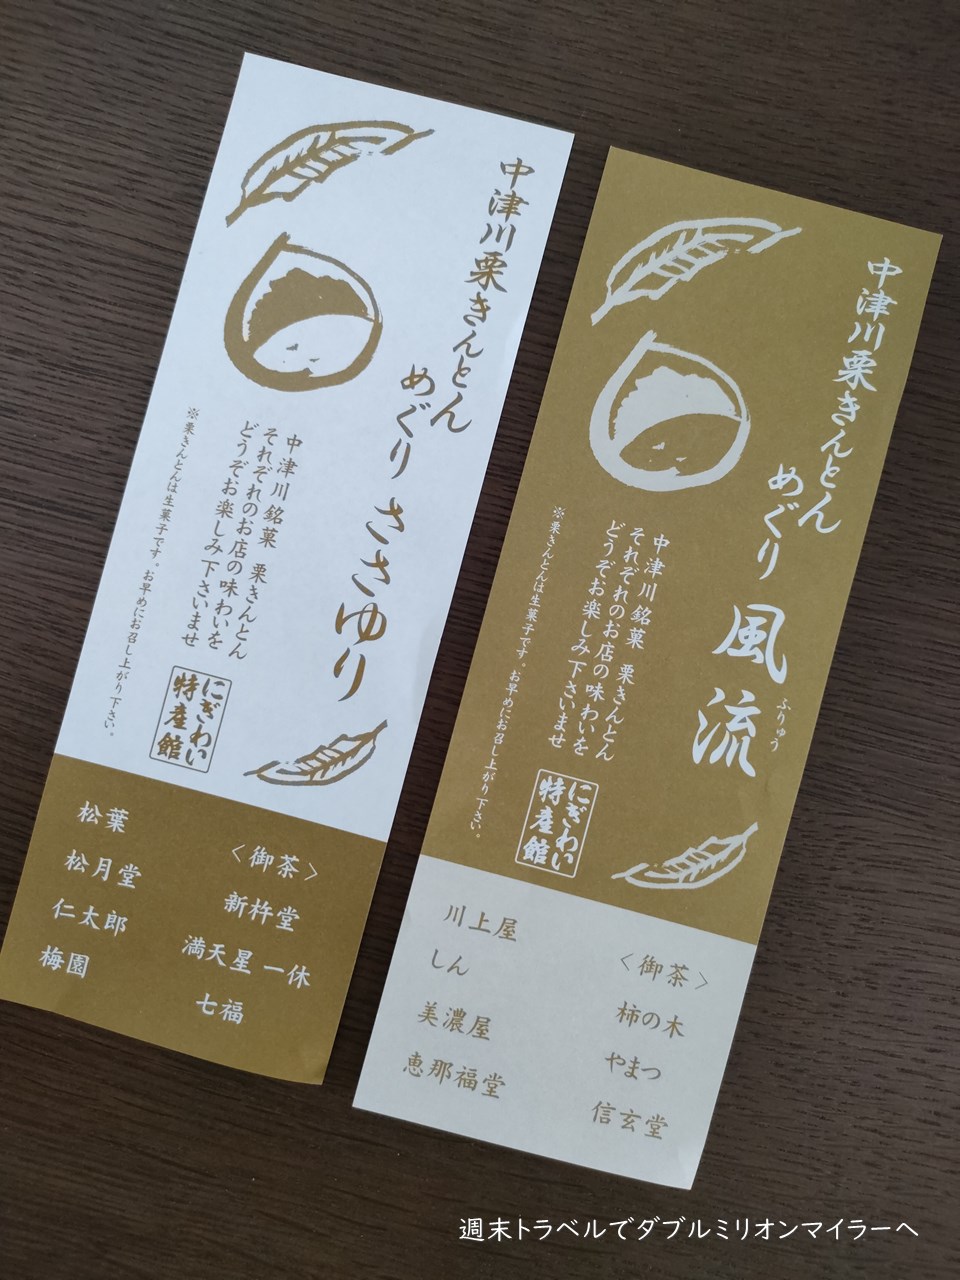 中津川栗きんとん
めぐり ささゆり
中津川銘菓 栗きんとん
それぞれのお店の味わいを
どうぞお楽しみ下さいませ
※栗きんとんは生菓子です。お早めにお召し上がり下さい。
にぎわい
特産館
〈御茶〉
新杵堂
満天星 一休
七福
松葉
松月堂
仁太郎
梅園
中津川栗きんとん
めぐり 風流
ふりゅう
中津川銘菓 栗きんとん
それぞれのお店の味わいを
どうぞお楽しみ下さいませ
※栗きんとんは生菓子です。お早めにお召し上がり下さい。
にぎわい
特産館
〈御茶〉
柿の木
やまつ
信玄堂
川上屋
しん
美濃屋
恵那福堂
週末トラベルでダブルミリオンマイラーへ